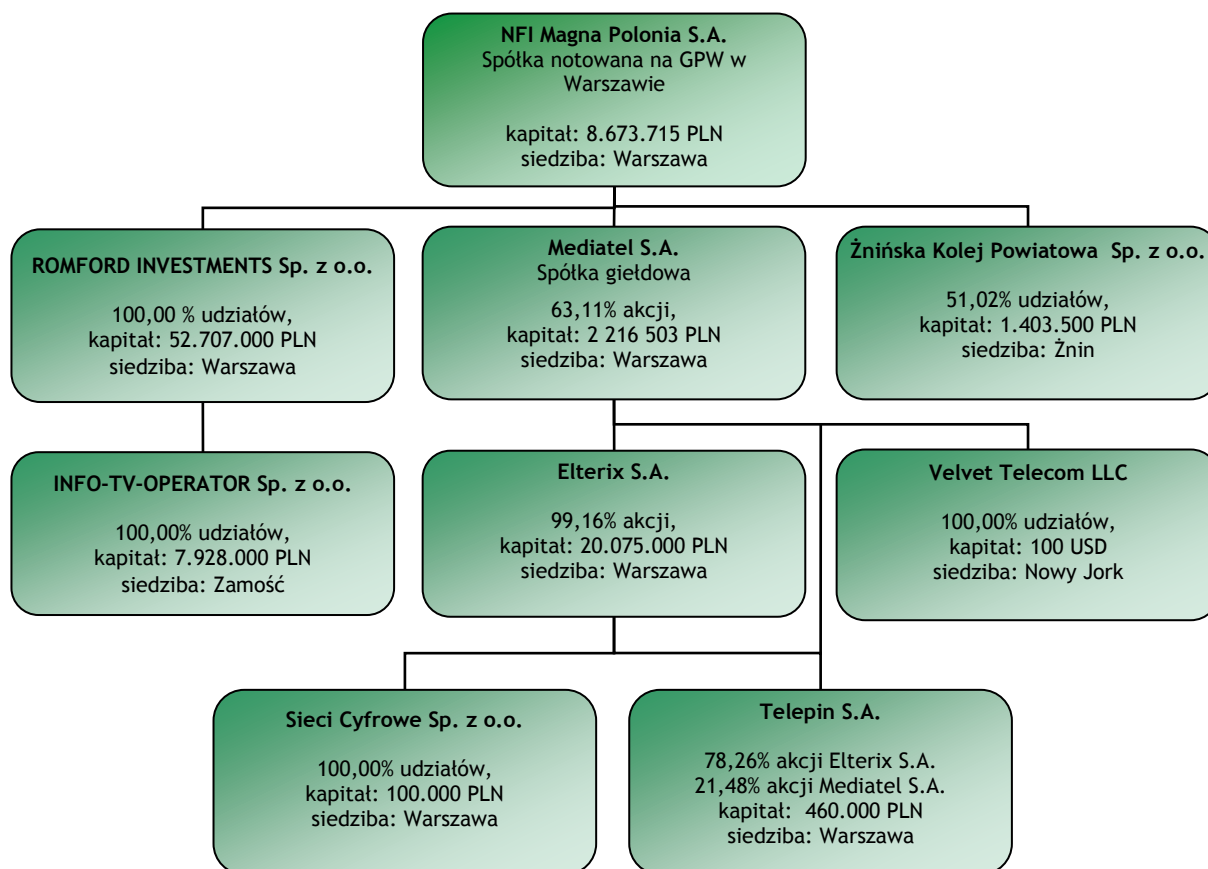 NFI Magna Polonia S.A.
Spółka notowana na GPW w
Warszawie
kapitał: 8.673.715 PLN
siedziba: Warszawa
ROMFORD INVESTMENTS Sp. z o.o.
100,00 % udziałów,
kapitał: 52.707.000 PLN
siedziba: Warszawa
Mediatel S.A.
Spółka giełdowa
63,11% akcji,
kapitał: 2 216 503 PLN
siedziba: Warszawa
Żnińska Kolej Powiatowa Sp. z o.o.
51,02% udziałów,
kapitał: 1.403.500 PLN
siedziba: Żnin
INFO-TV-OPERATOR Sp. z o.o.
100,00% udziałów,
kapitał: 7.928.000 PLN
siedziba: Zamość
Elterix S.A.
99,16% akcji,
kapitał: 20.075.000 PLN
siedziba: Warszawa
Velvet Telecom LLC
100,00% udziałów,
kapitał: 100 USD
siedziba: Nowy Jork
Sieci Cyfrowe Sp. z o.o.
100,00% udziałów,
kapitał: 100.000 PLN
siedziba: Warszawa
Telepin S.A.
78,26% akcji Elterix S.A.
21,48% akcji Mediatel S.A.
kapitał: 460.000 PLN
siedziba: Warszawa